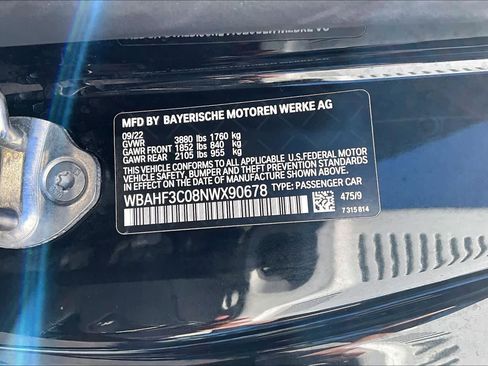 MFD BY BAYERISCHE MOTOREN WERKE AG
09/22
GVWR 3880 lbs 1760 kg
GAWR FRONT 1852 lbs 840 kg
GAWR REAR 2105 lbs 955 kg
THIS VEHICLE CONFORMS TO ALL APPLICABLE U.S.FEDERAL MOTOR
VEHICLE SAFETY, BUMPER, AND THEFT PREVENTION STANDARDS
IN EFFECT ON THE DATE OF MANUFACTURE SHOWN ABOVE.
WBAHF3C08NWX90678 TYPE: PASSENGER CAR
475/9
7 315 814